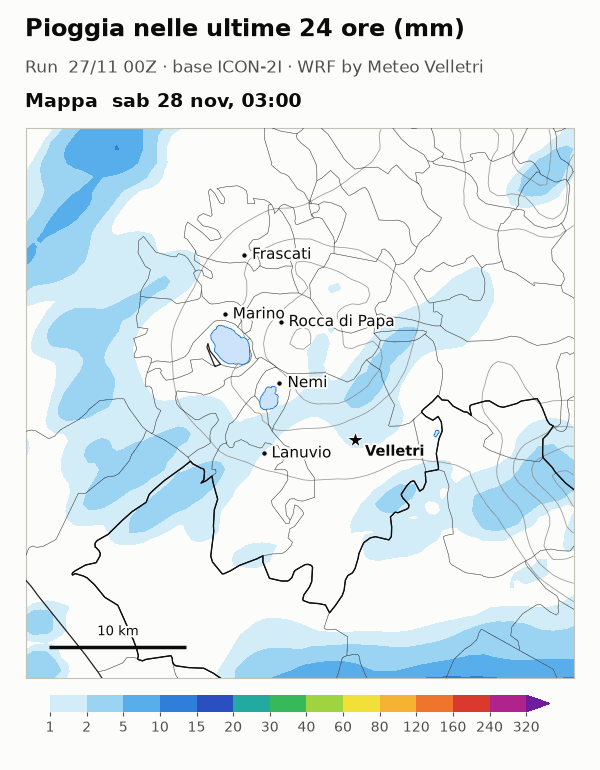 Pioggia nelle ultime 24 ore (mm)
Run  27/11 00Z · base ICON-2I · WRF by Meteo Velletri
Mappa  sab 28 nov, 03:00
Frascati
Marino
Rocca di Papa
Nemi
Velletri
Lanuvio
10 km
1 2 5 10 15 20 30 40 60 80 120 160 240 320